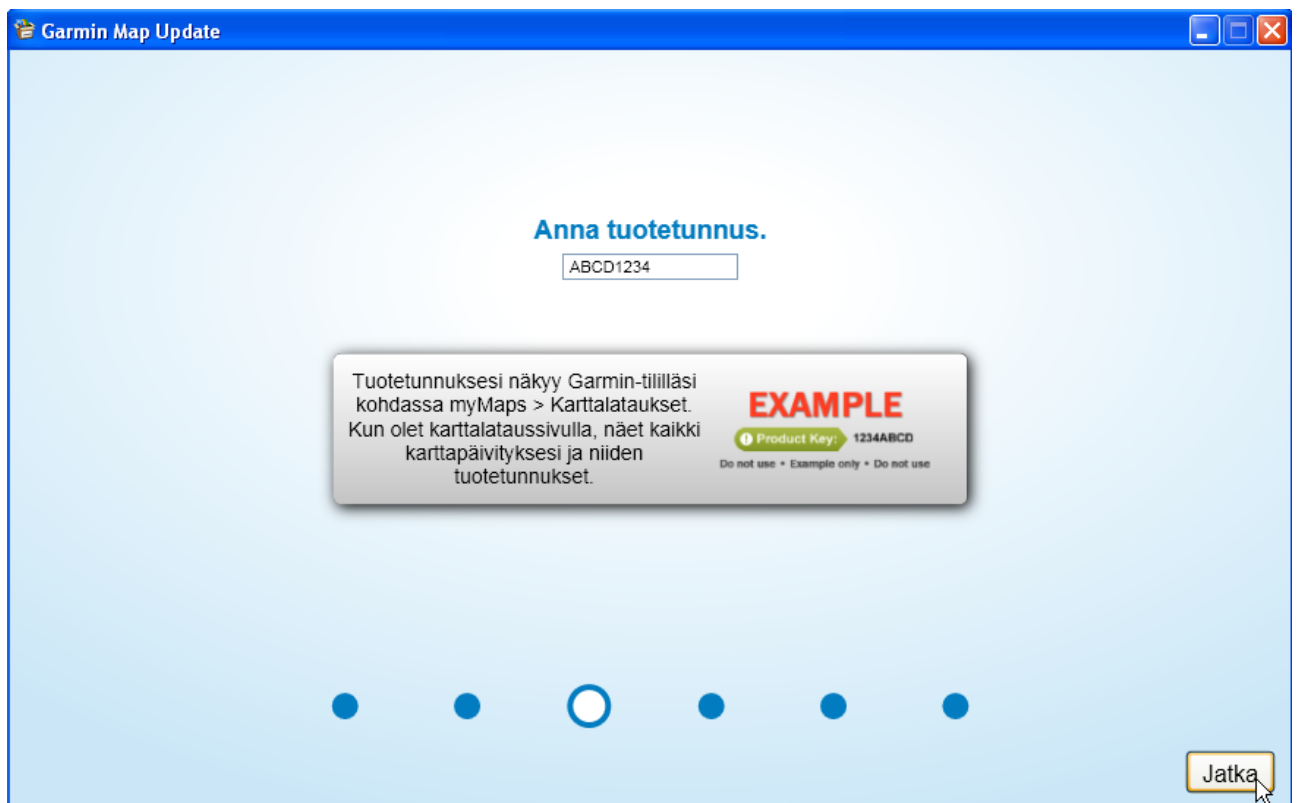 Garmin Map Update
Anna tuotetunnus.
ABCD1234
Tuotetunnuksesi näkyy Garmin-tililläsi
kohdassa myMaps > Karttalataukset.
Kun olet karttalataussivulla, näet kaikki
karttapäivityksesi ja niiden
tuotetunnukset.
EXAMPLE
Product Key: 1234ABCD
Do not use • Example only • Do not use
Jatka